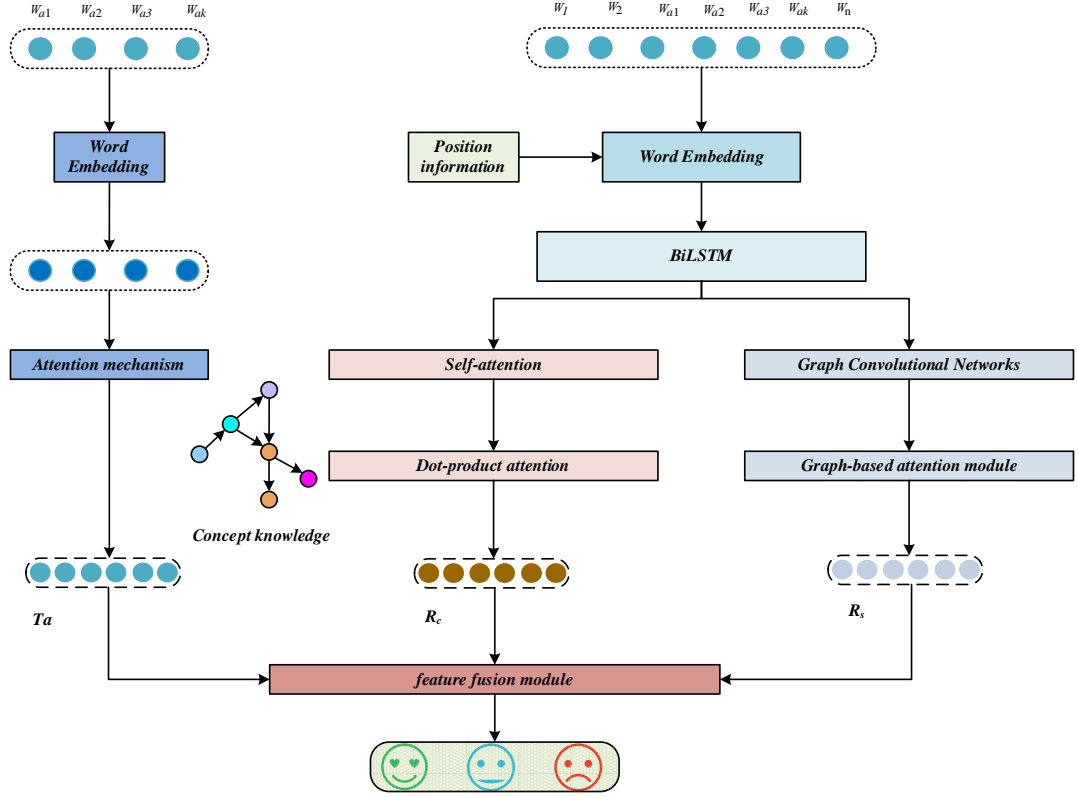 Wa1 Wa2 Wa3 Wak
W1 W2 Wa1 Wa2 Wa3 Wak Wn
Word
Embedding
Position
information
Word Embedding
BiLSTM
Attention mechanism
Self-attention
Graph Convolutional Networks
Dot-product attention
Graph-based attention module
Concept knowledge
Ta
Rc
Rs
feature fusion module